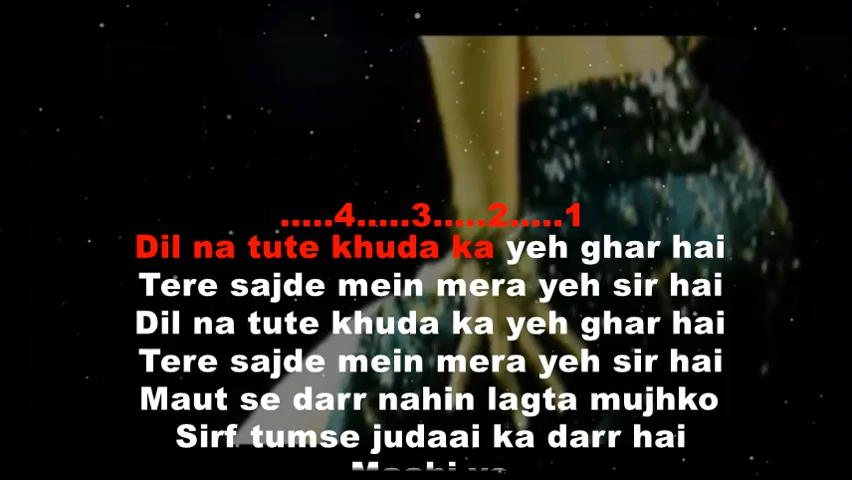 .....4.....3.....2.....1
Dil na tute khuda ka yeh ghar hai
Tere sajde mein mera yeh sir hai
Dil na tute khuda ka yeh ghar hai
Tere sajde mein mera yeh sir hai
Maut se darr nahin lagta mujhko
Sirf tumse judaai ka darr hai